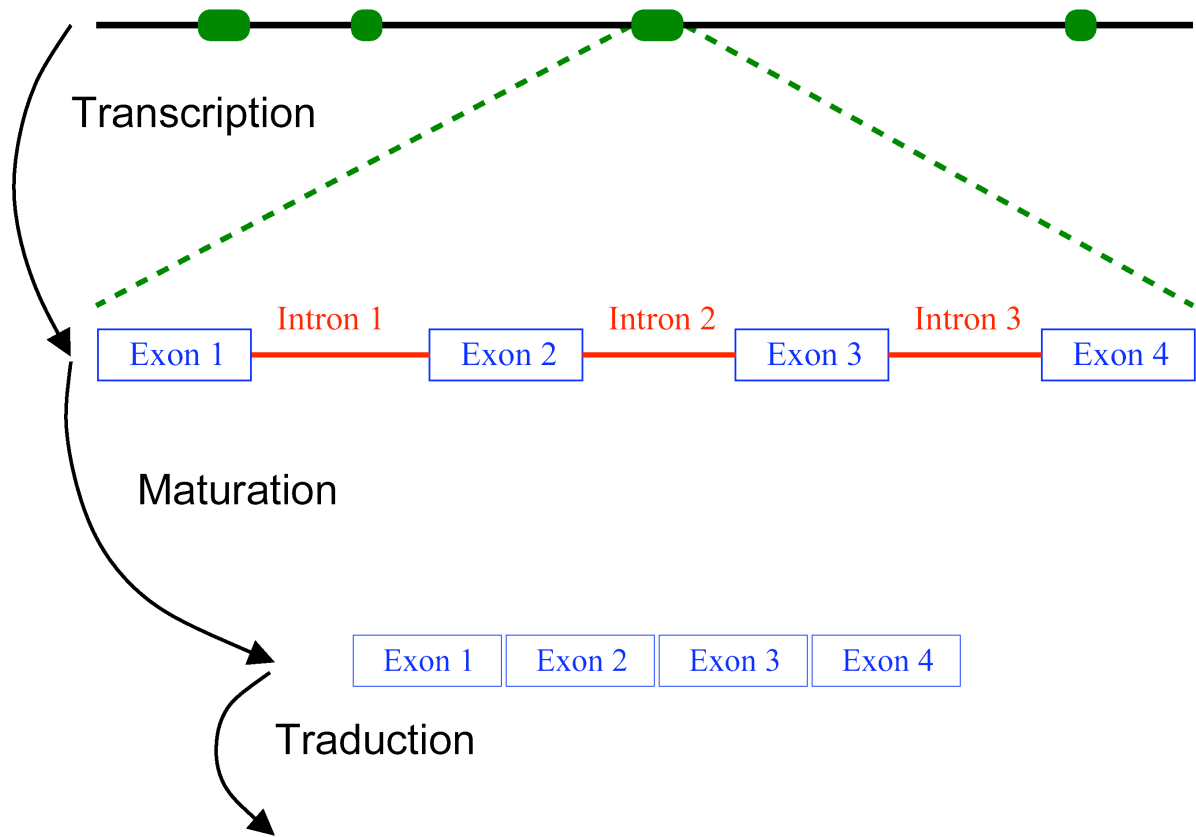 Transcription
Intron 1
Intron 2
Intron 3
Exon 1
Exon 2
Exon 3
Exon 4
Maturation
Exon 1
Exon 2
Exon 3
Exon 4
Traduction